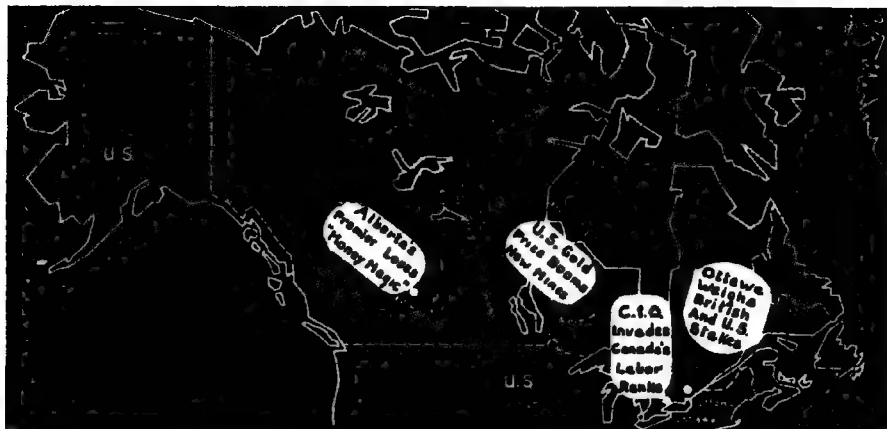 U.S.
Alberta's
Premier Loses
"Money Magic"
U.S. Gold
Price Booms
New Mines
C.I.O.
Invades
Canada's
Labor
Ranks
Ottawa
Weighs
British
And U.S.
Stakes
U.S.